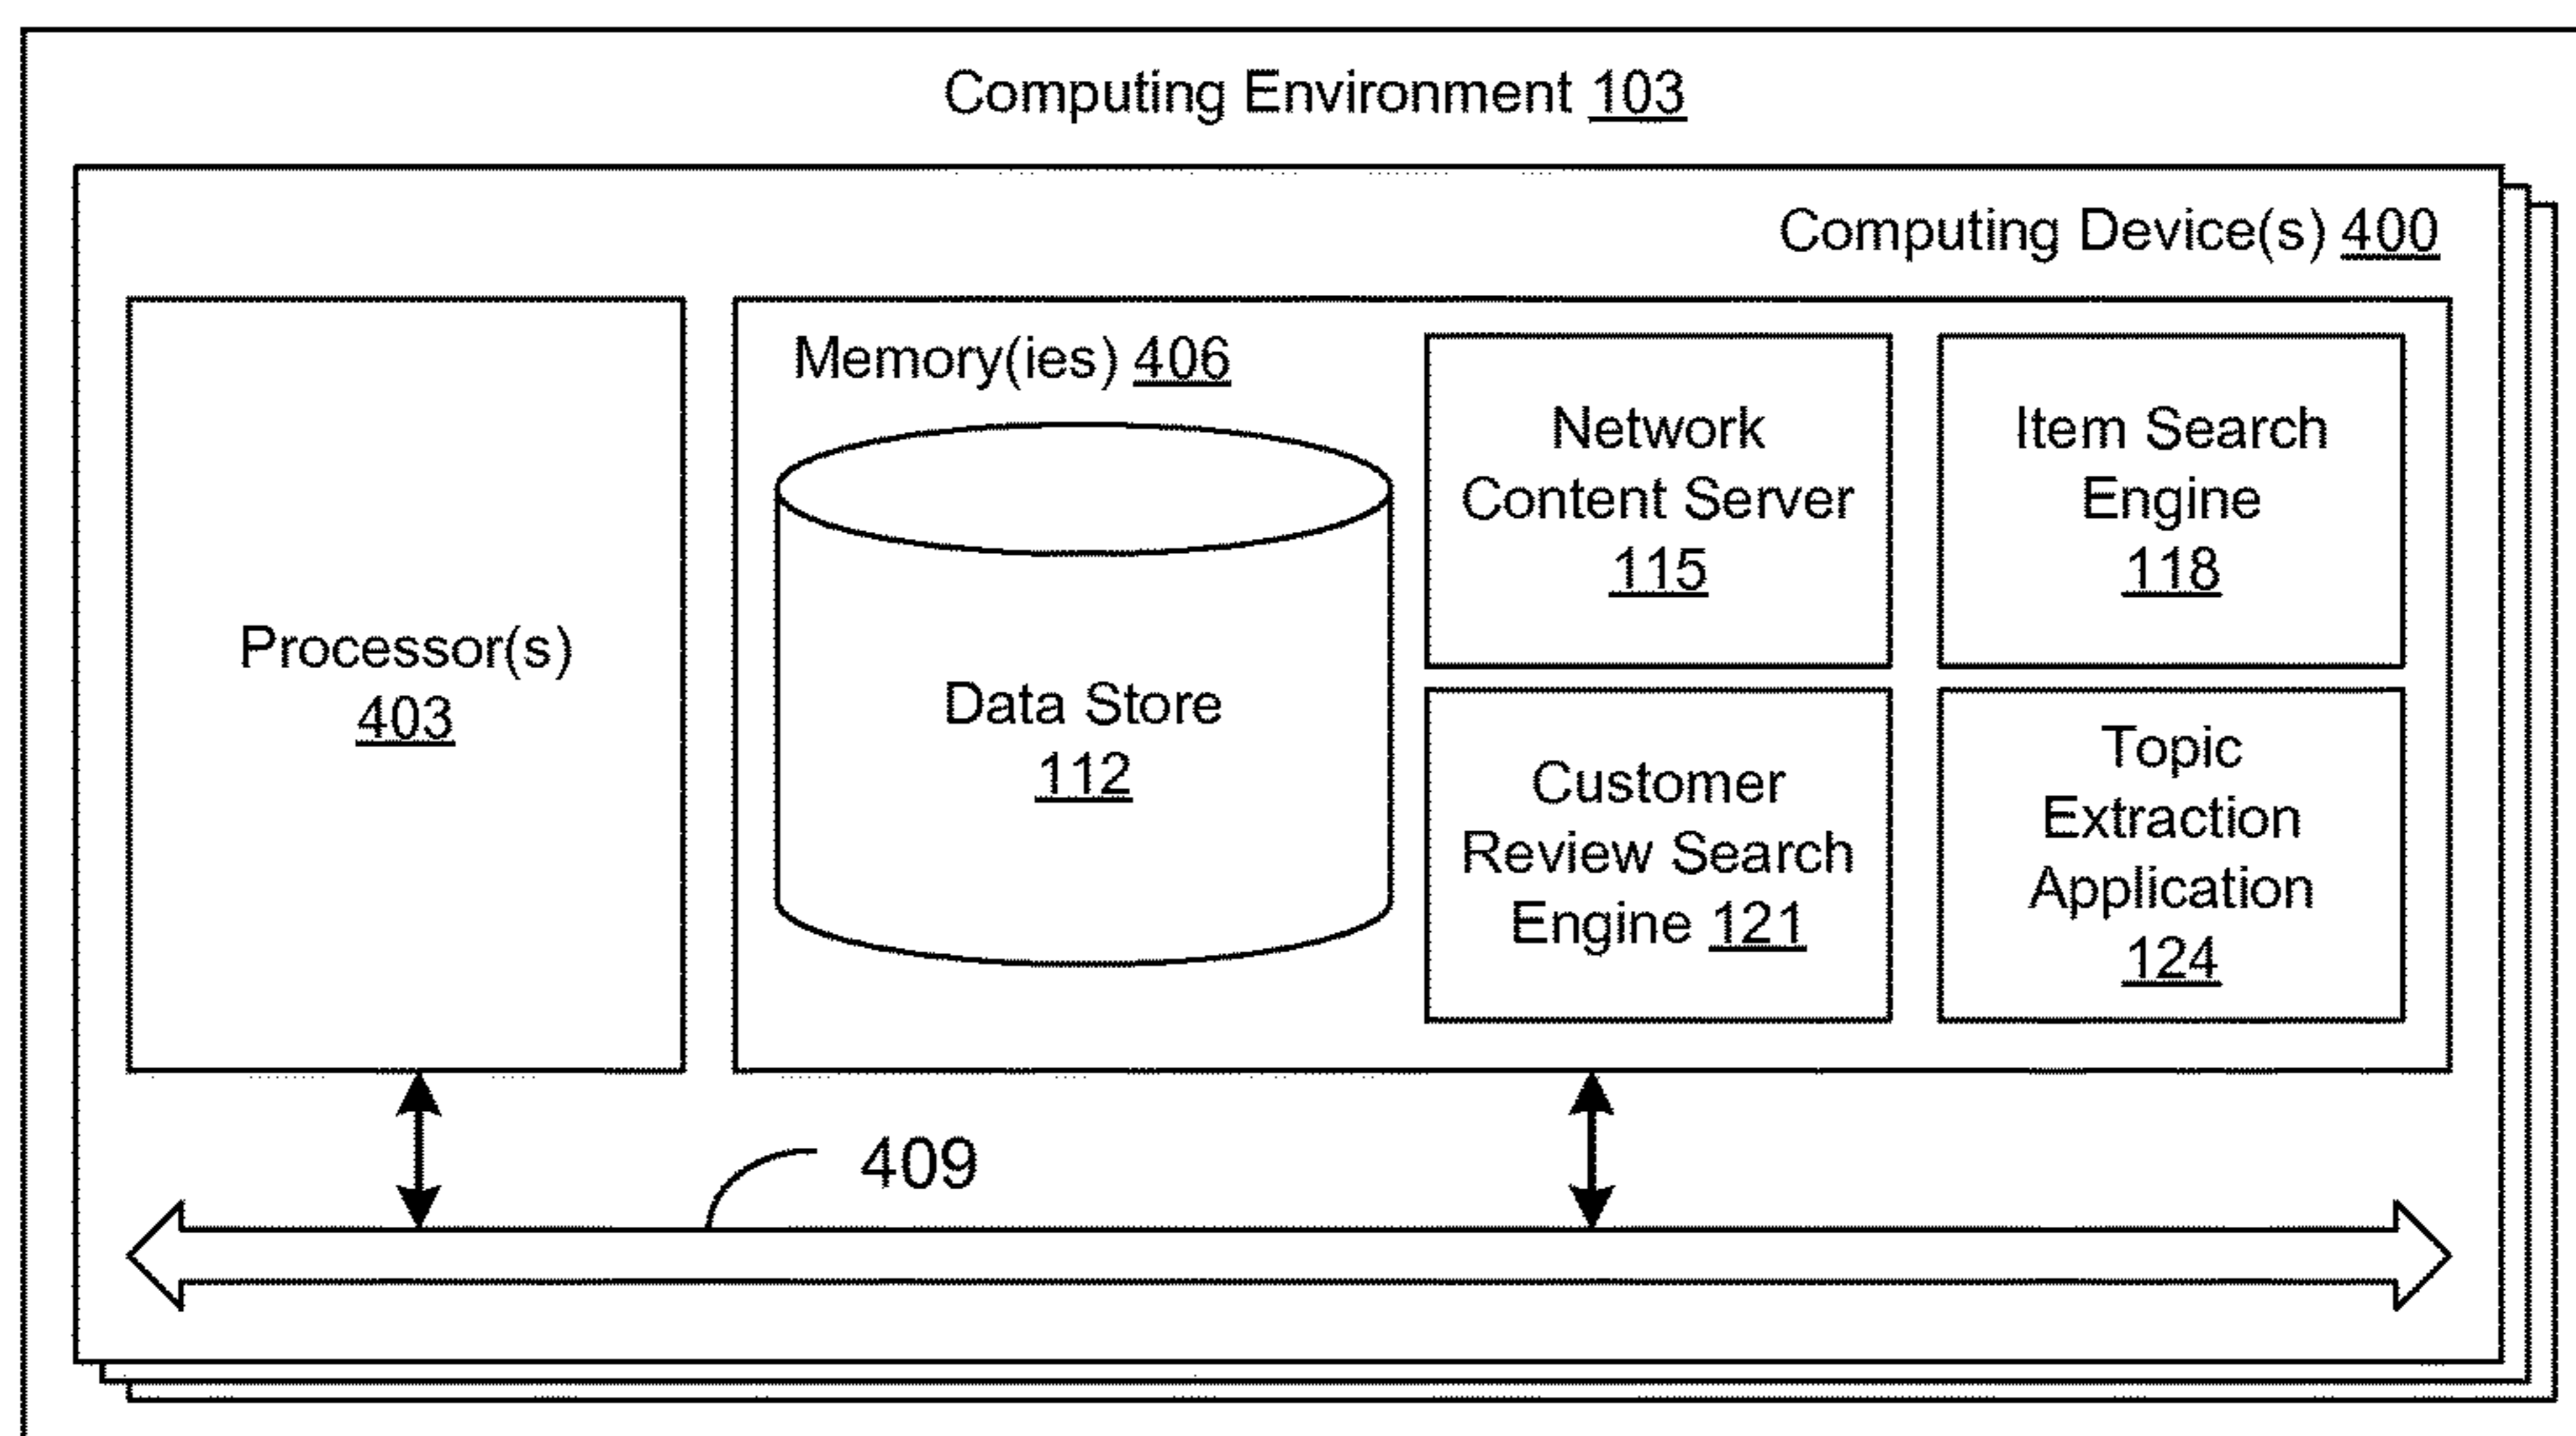 Computing Environment 103
Computing Device(s) 400
Processor(s)
403
Memory(ies) 406
Data Store
112
Network
Content Server
115
Item Search
Engine
118
Customer
Review Search
Engine 121
Topic
Extraction
Application
124
409